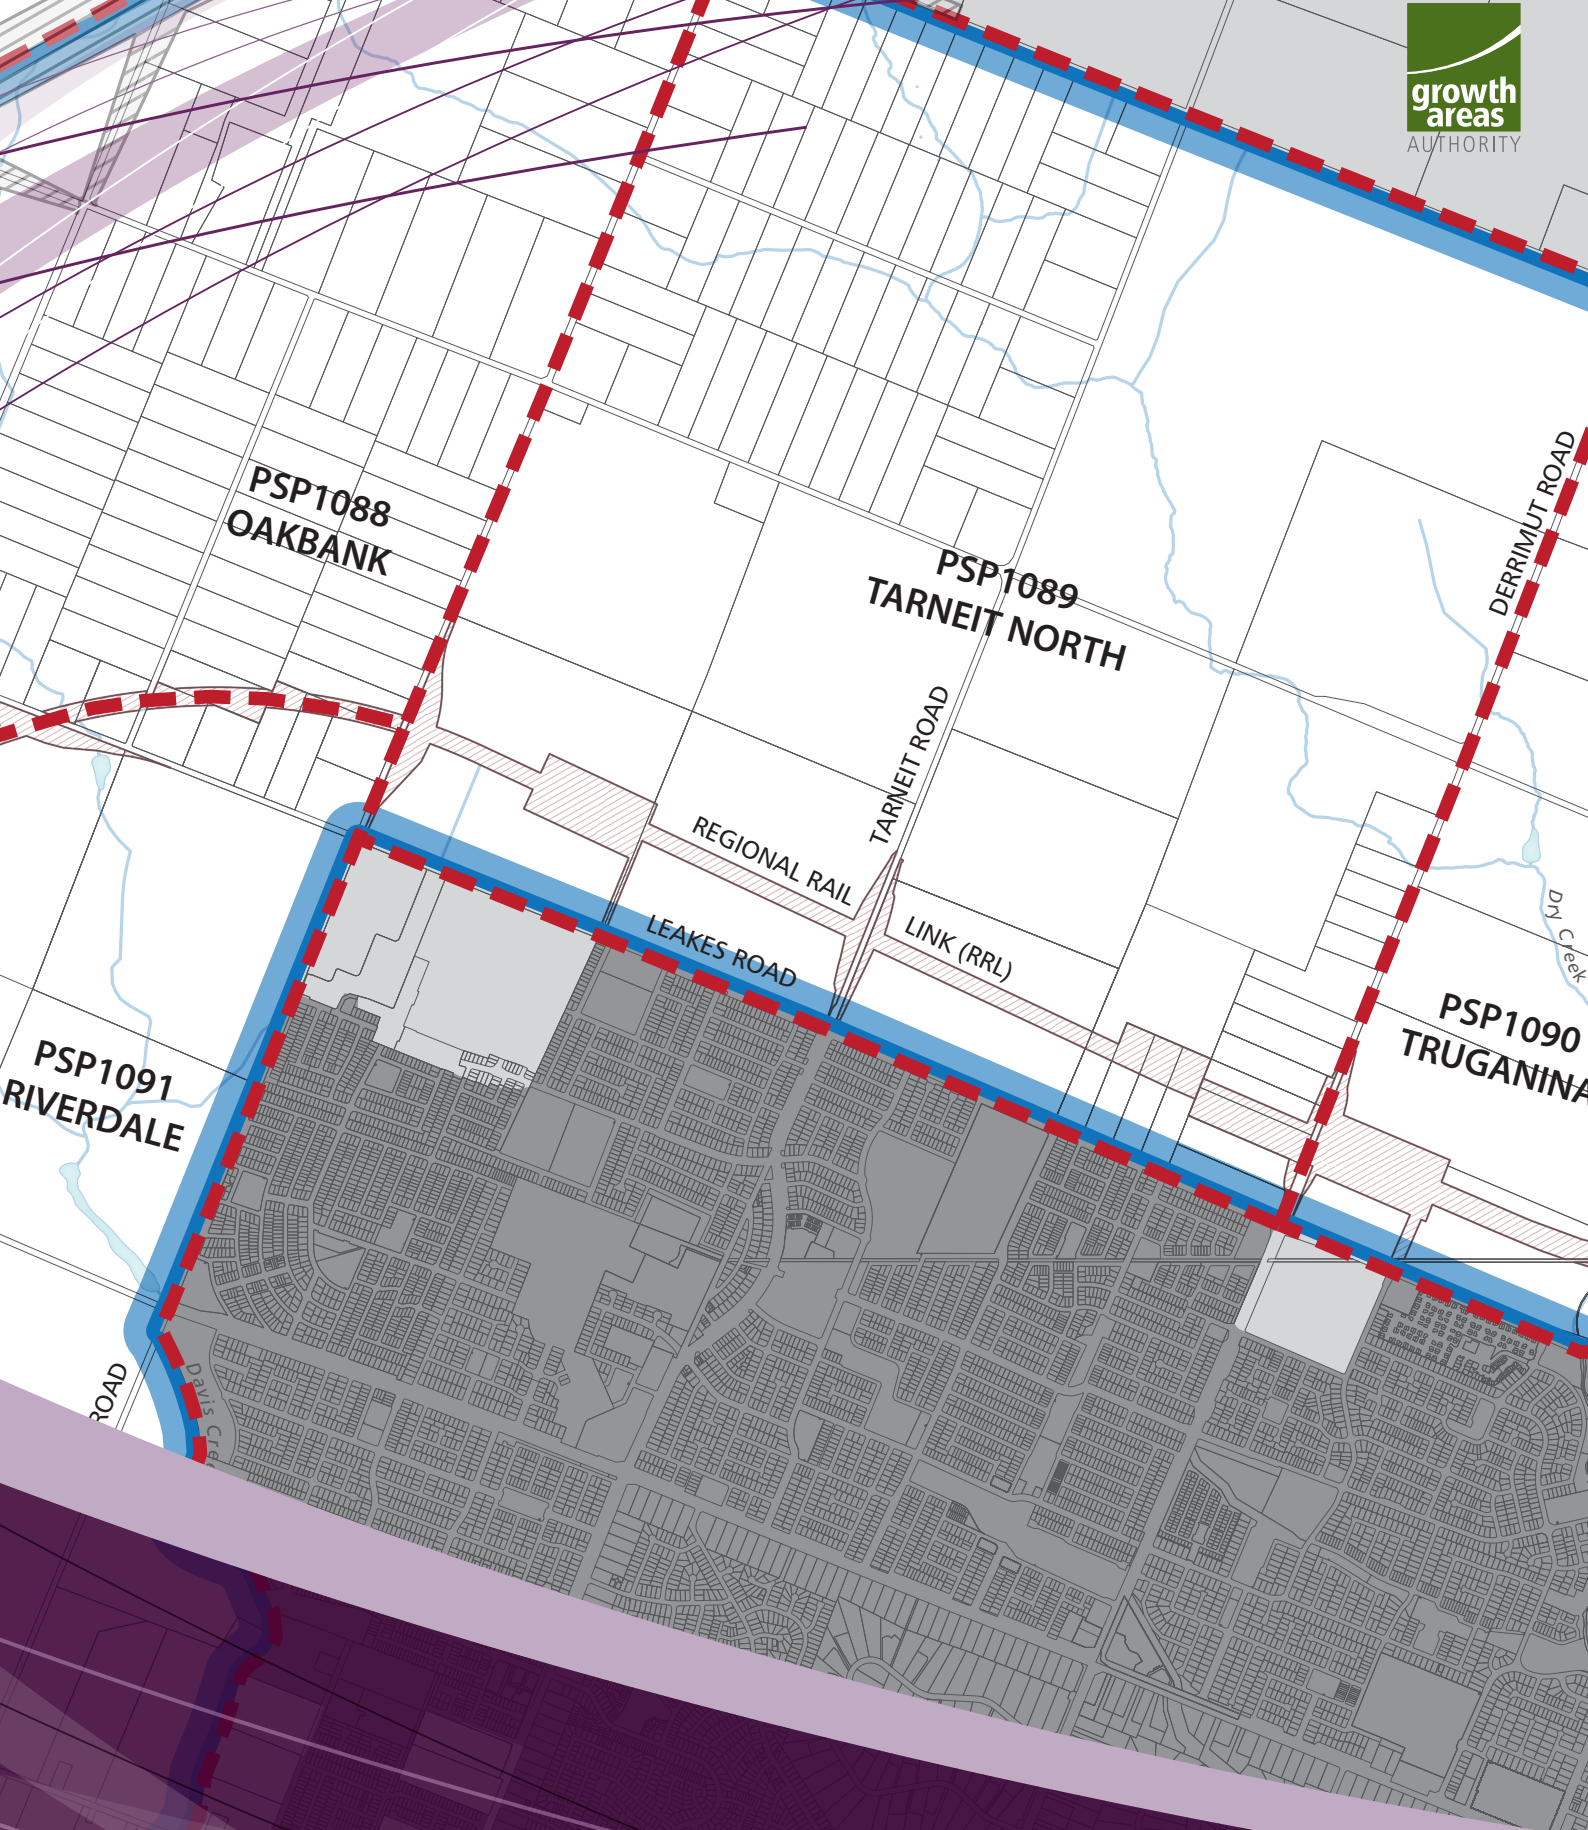 growth
areas
AUTHORITY
PSP1088
OAKBANK
DERRIMUT ROAD
PSP1089
TARNEIT NORTH
TARNEIT ROAD
REGIONAL RAIL
LINK (RRL)
LEAKES ROAD
Dry Creek
PSP1090
TRUGANINA
PSP1091
RIVERDALE
ROAD
Davis Cree